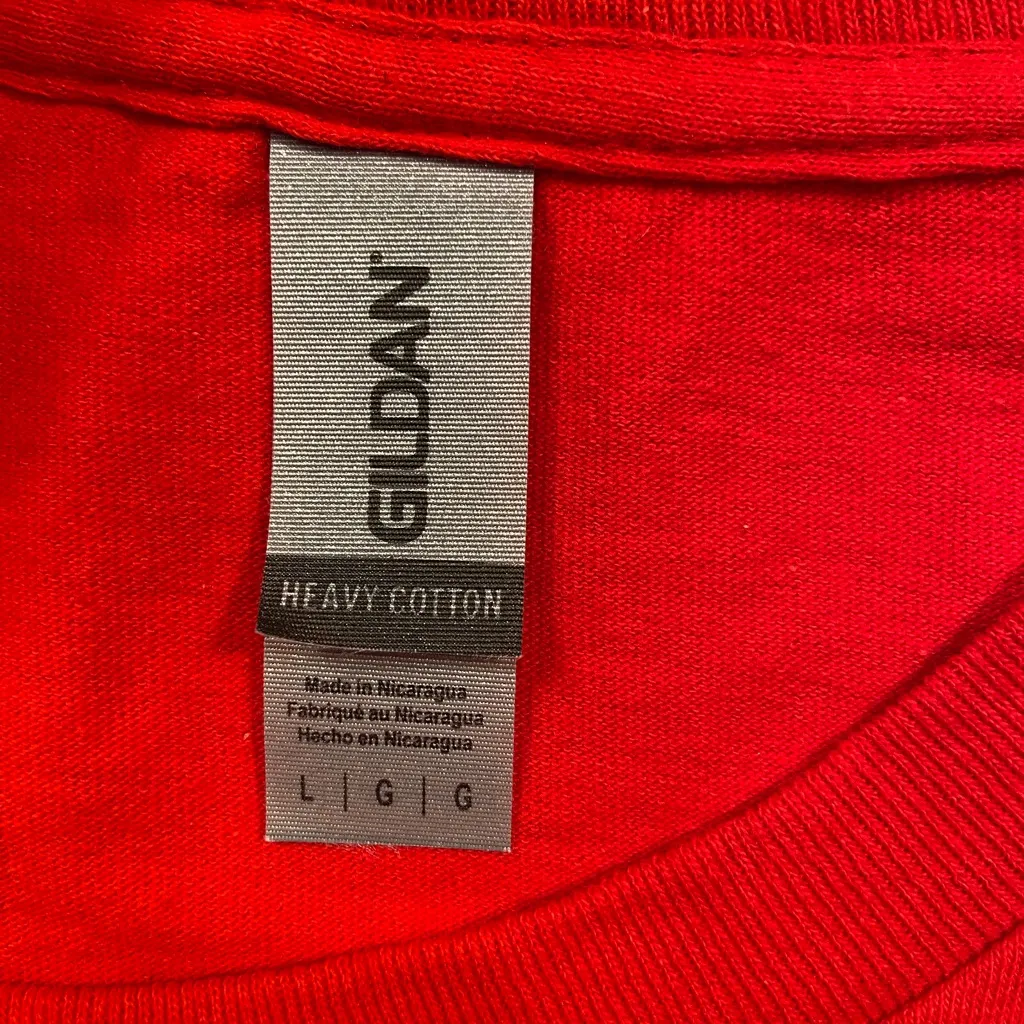 GILDAN®
HEAVY COTTON
Made in Nicaragua
Fabriqué au Nicaragua
Hecho en Nicaragua
L | G | G